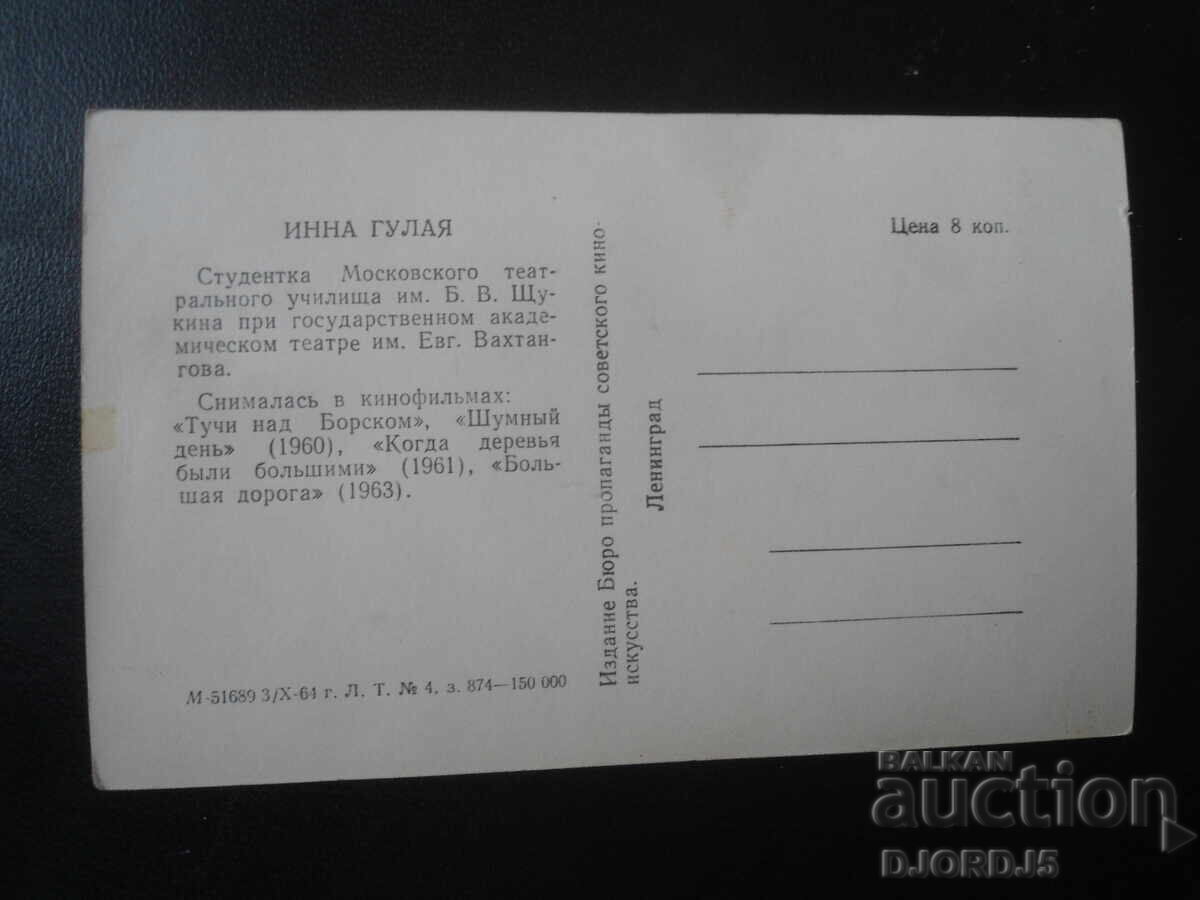 ИННА ГУЛАЯ
Студентка Московского теат-
рального училища им. Б. В. Щу-
кина при государственном акаде-
мическом театре им. Евг. Вахтан-
гова.
Снималась в кинофильмах:
«Тучи над Борском», «Шумный
день» (1960), «Когда деревья
были большими» (1961), «Боль-
шая дорога» (1963).
М-51689 3/X-64 г. Л. Т. № 4, з. 874—150 000
Издание Бюро пропаганды советского кино-
искусства.
Ленинград
Цена 8 коп.
BALKAN
auction
DJORDJ5